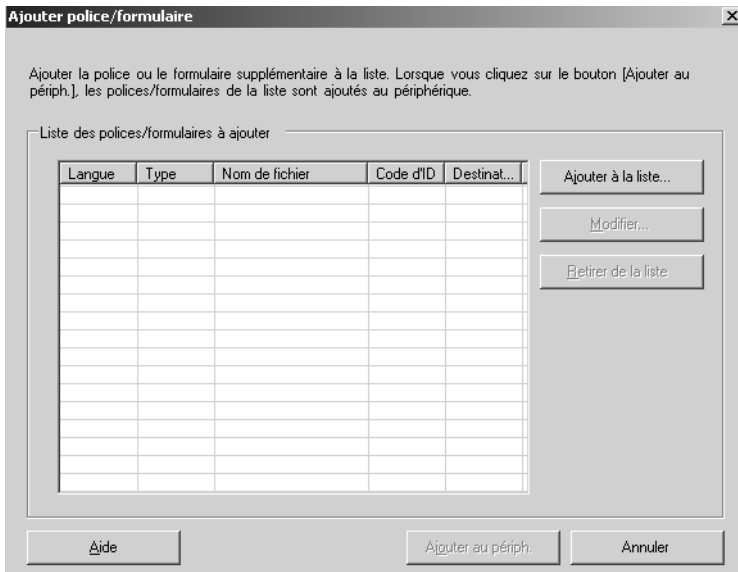 Ajouter police/formulaire
Ajouter la police ou le formulaire supplémentaire à la liste. Lorsque vous cliquez sur le bouton [Ajouter au
périph.], les polices/formulaires de la liste sont ajoutés au périphérique.
Liste des polices/formulaires à ajouter
Langue Type Nom de fichier Code d'ID Destinat...
Ajouter à la liste...
Modifier...
Retirer de la liste
Aide Ajouter au périph. Annuler